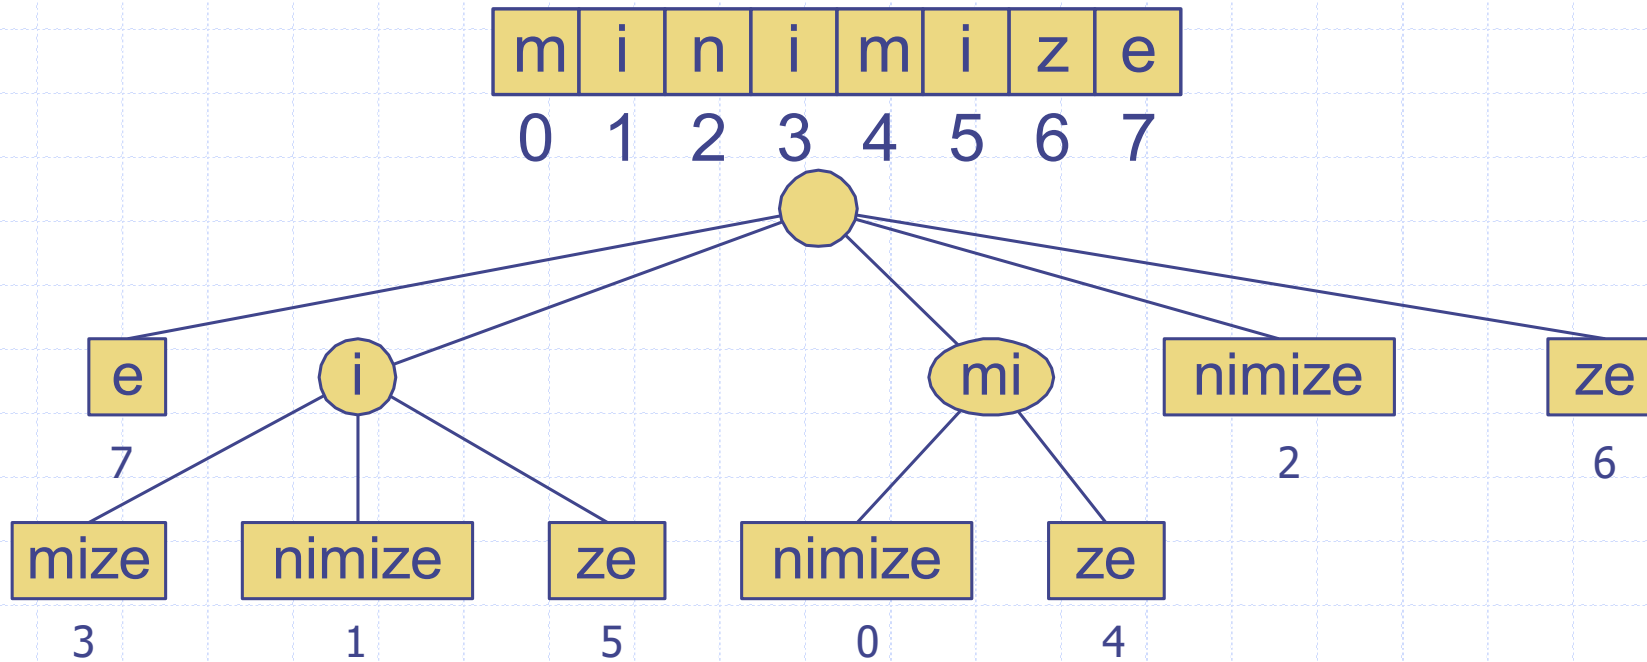 m i n i m i z e
0 1 2 3 4 5 6 7
e i mi nimize ze
7 2 6
mize nimize ze nimize ze
3 1 5 0 4